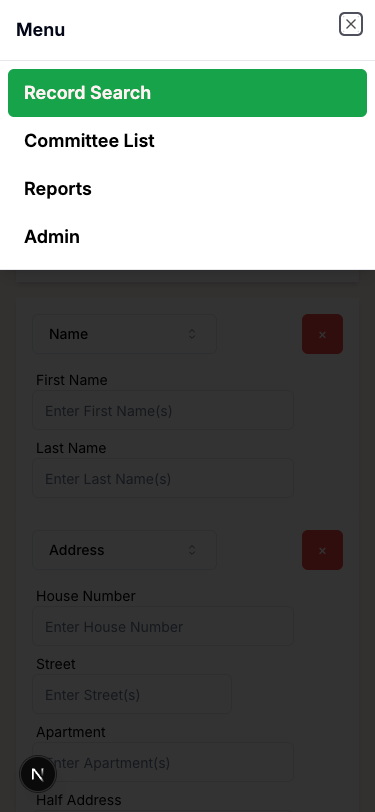 Menu
Record Search
Committee List
Reports
Admin
Name
×
First Name
Enter First Name(s)
Last Name
Enter Last Name(s)
Address
×
House Number
Enter House Number
Street
Enter Street(s)
Apartment
Enter Apartment(s)
N
Half Address